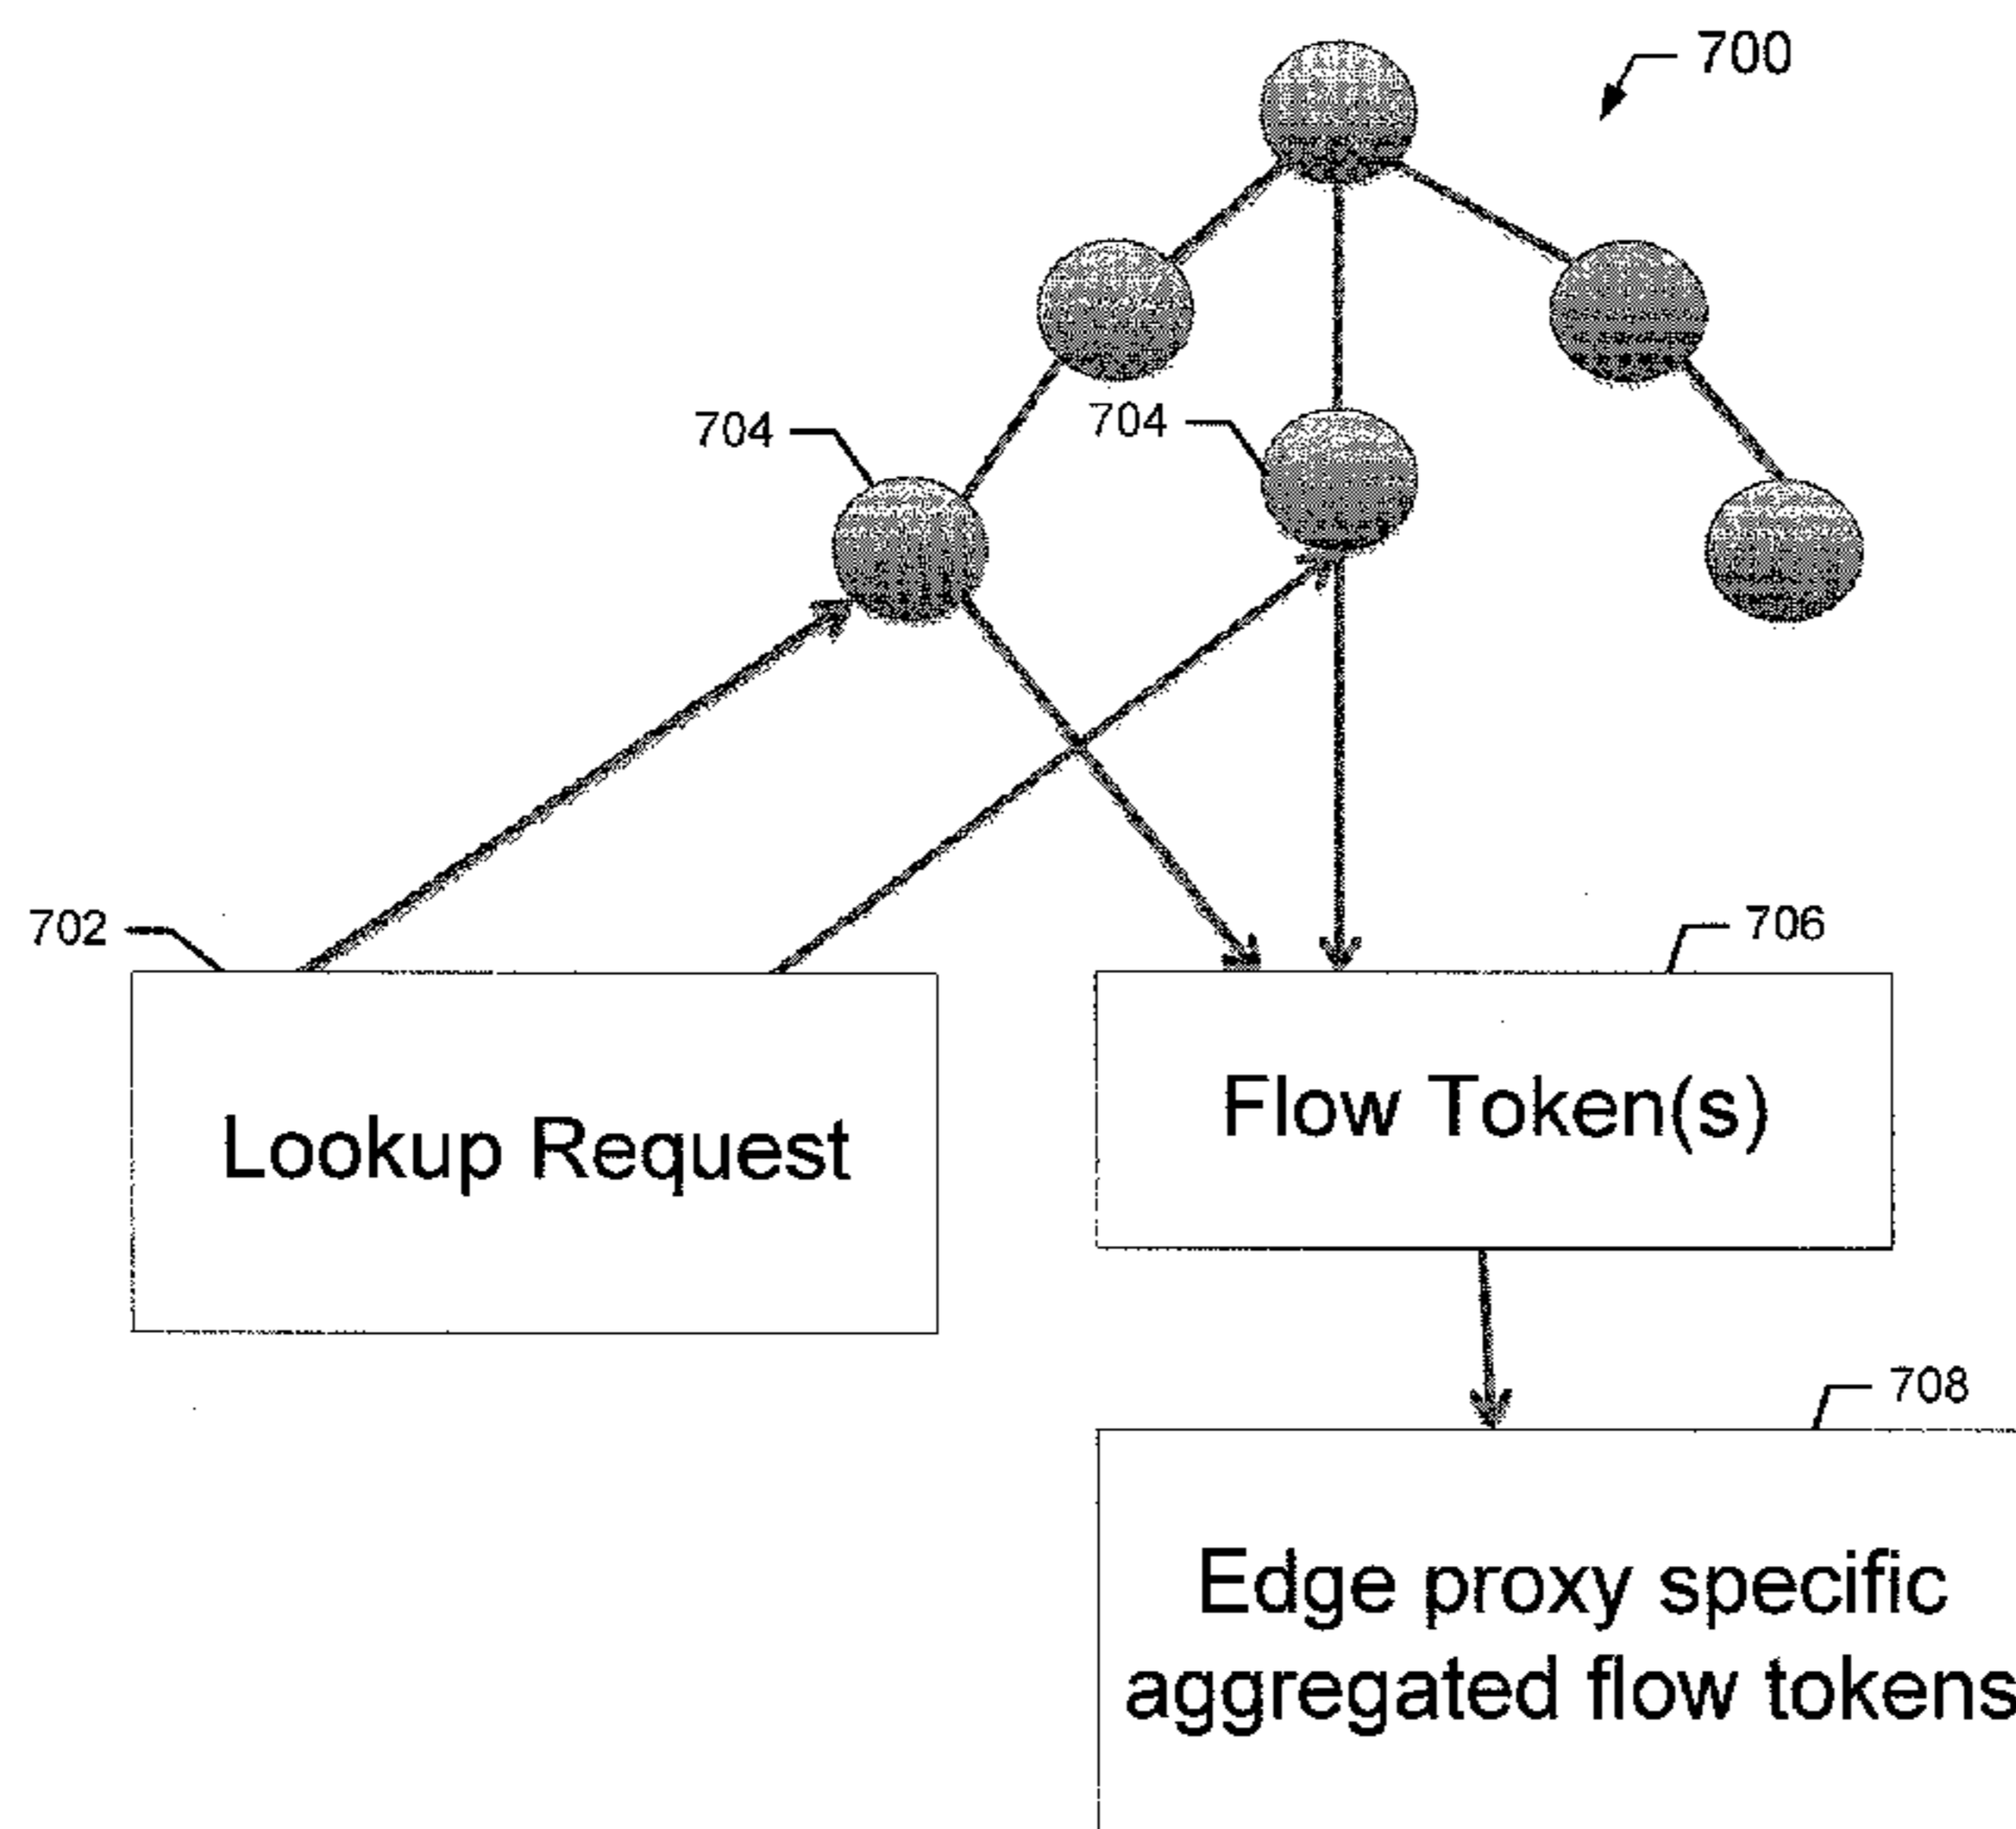 700
704
704
702
706
Lookup Request
Flow Token(s)
708
Edge proxy specific
aggregated flow tokens